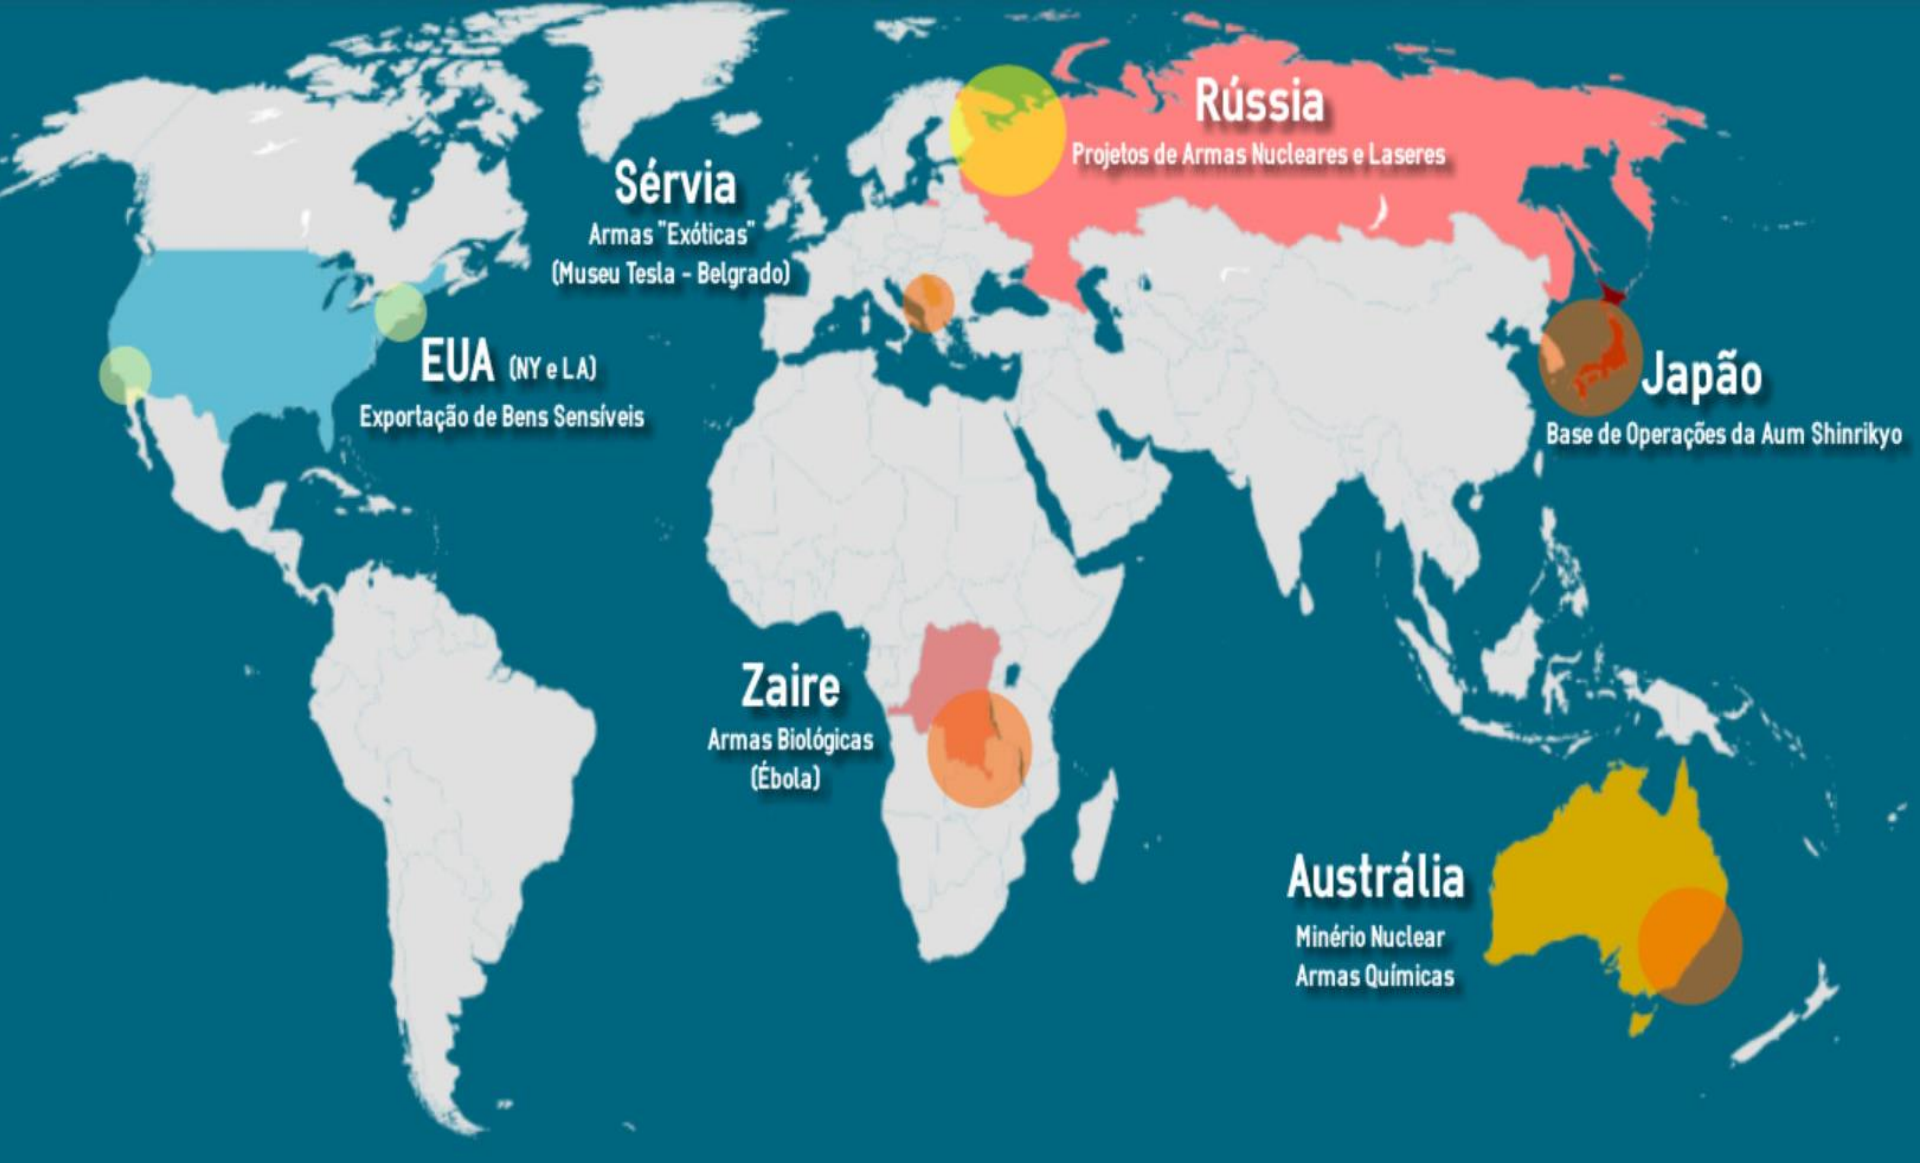 Rússia
Projetos de Armas Nucleares e Laseres
Sérvia
Armas "Exóticas"
(Museu Tesla - Belgrado)
EUA (NY e LA)
Exportação de Bens Sensíveis
Japão
Base de Operações da Aum Shinrikyo
Zaire
Armas Biológicas
(Ébola)
Austrália
Minério Nuclear
Armas Químicas